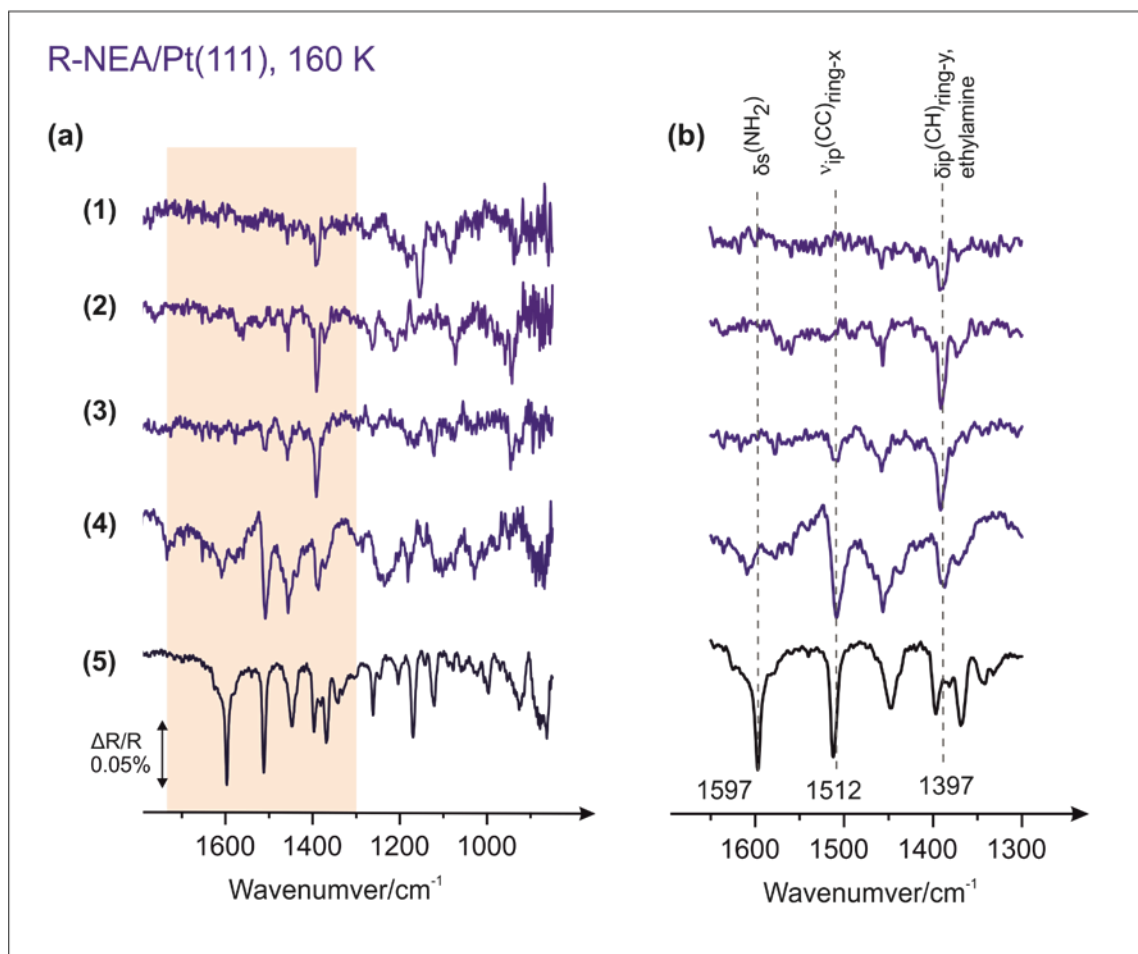 R-NEA/Pt(111), 160 K
(a)
(b)
δs(NH2)
νip(CC)ring-x
δip(CH)ring-y,
ethylamine
(1)
(2)
(3)
(4)
(5)
ΔR/R
0.05%
1597
1512
1397
1600
1400
1200
1000
1600
1500
1400
1300
Wavenumver/cm-1
Wavenumver/cm-1